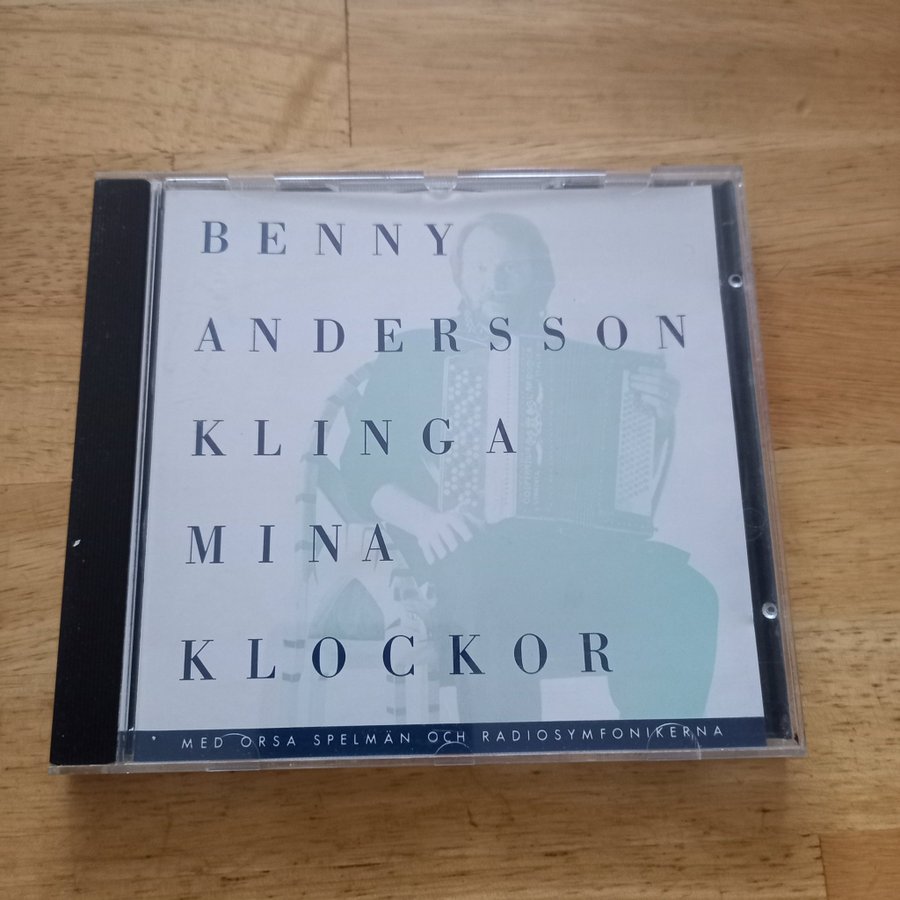 BENNY
ANDERSSON
KLINGA
MINA
KLOCKOR
MED ORSA SPELMÄN OCH RADIOSYMFONIKERNA